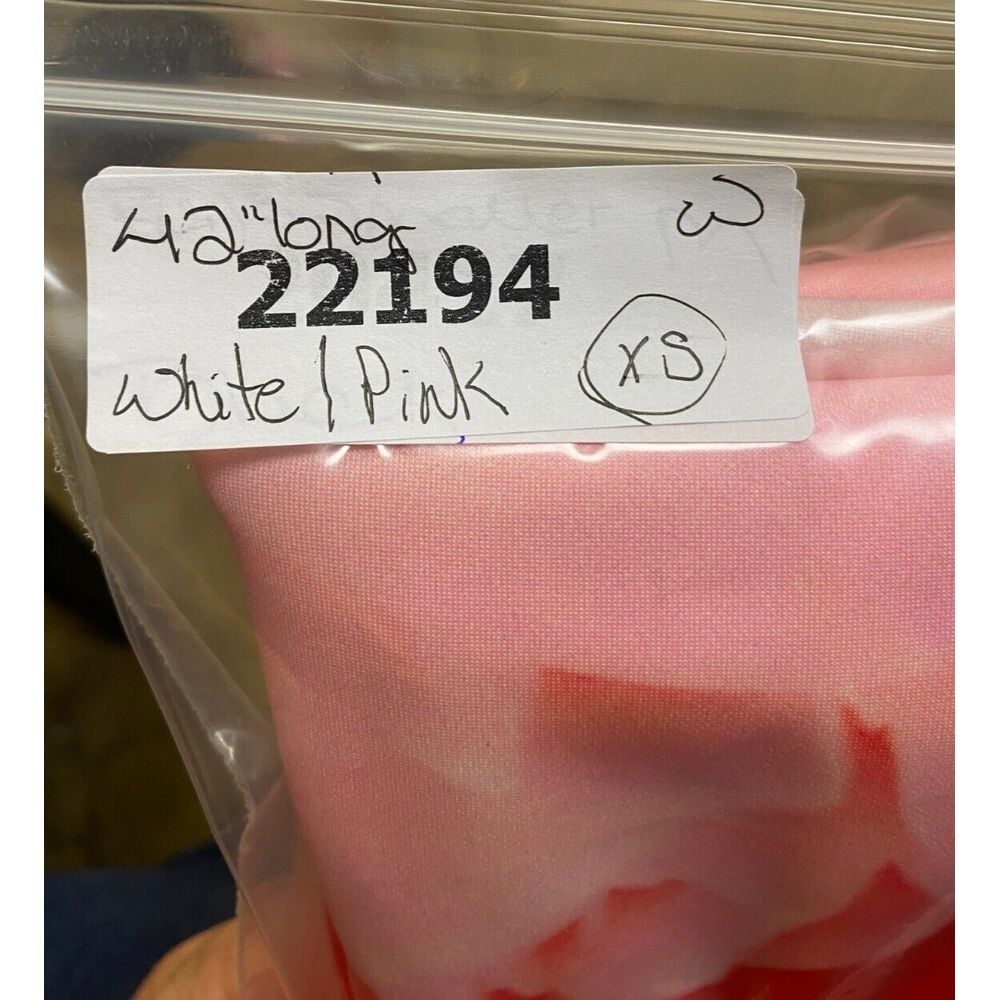 42" long W
22194
White / Pink XS